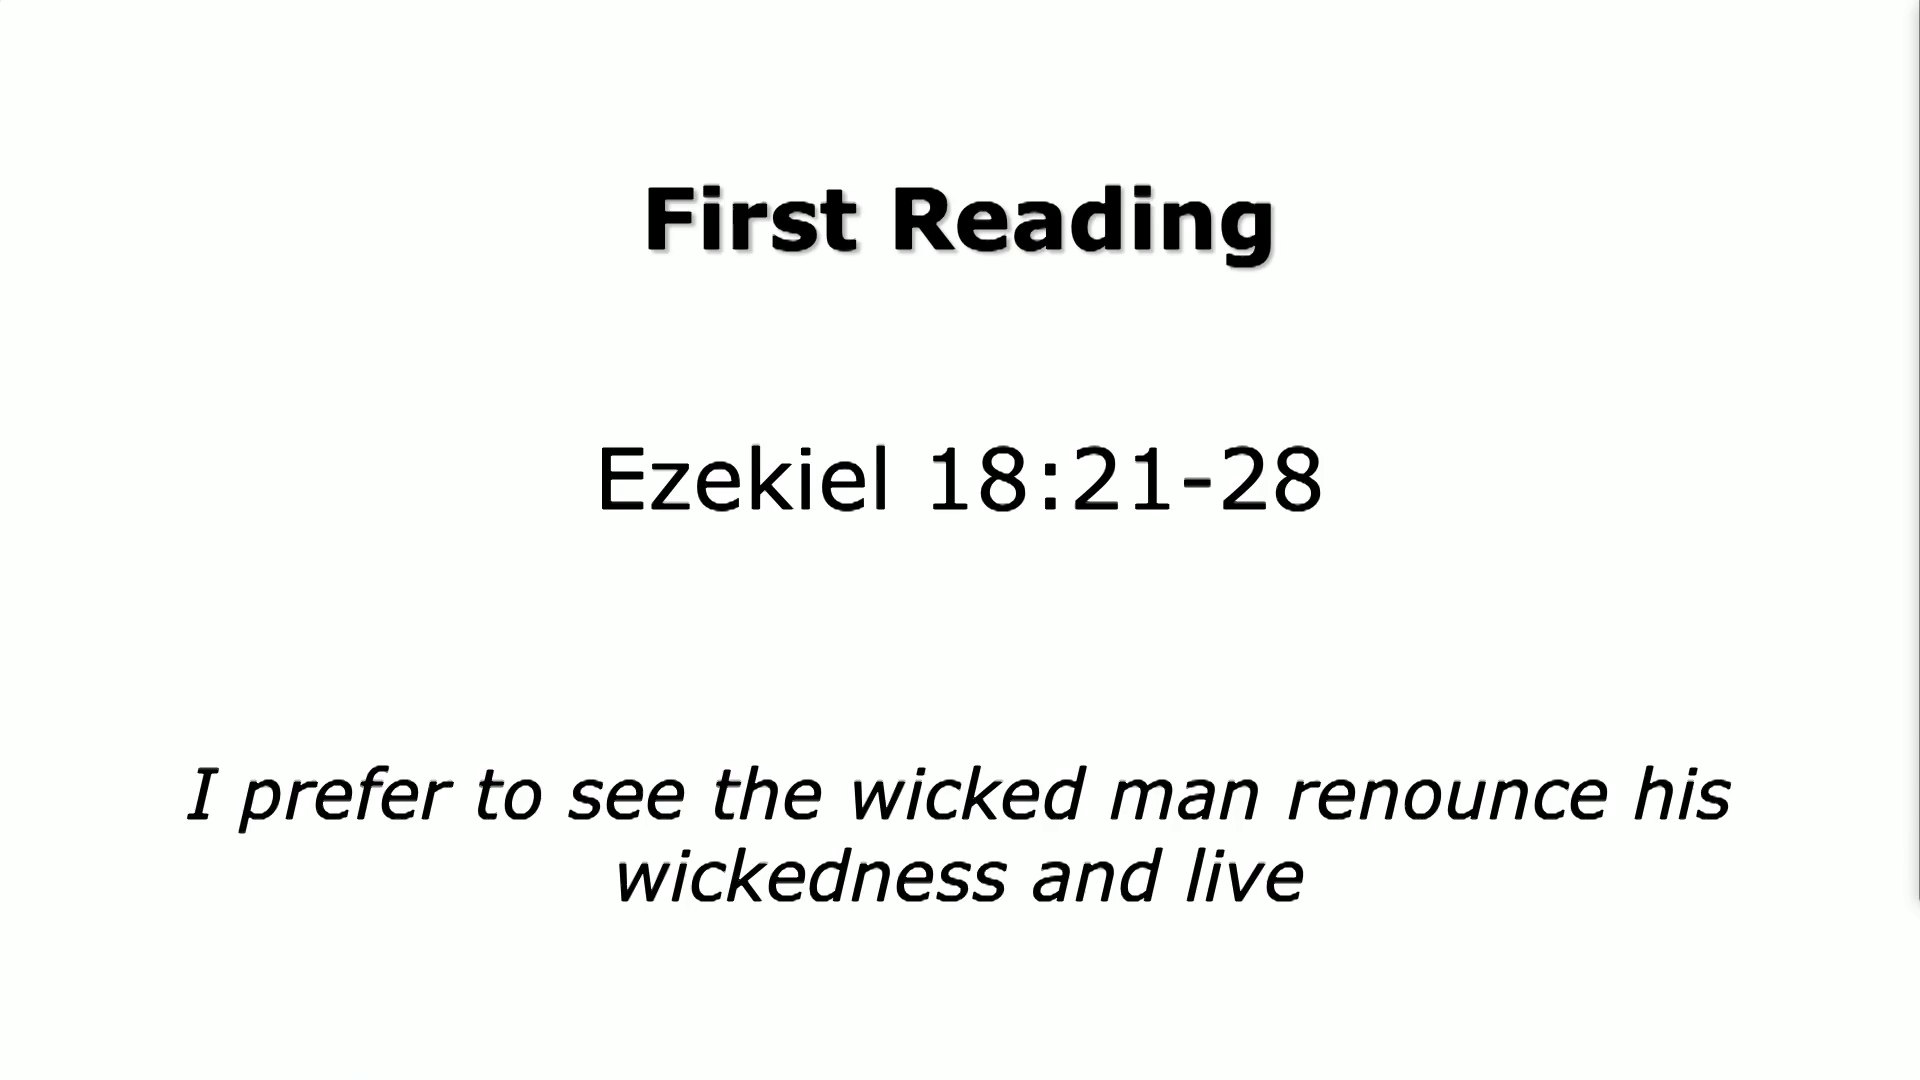 First Reading
Ezekiel 18:21-28
I prefer to see the wicked man renounce his
wickedness and live